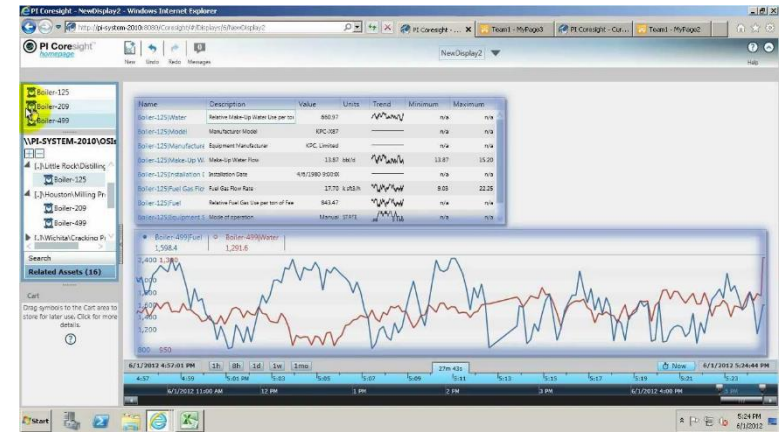 PI Coresight - NewDisplay2 - Windows Internet Explorer
http://pi-system-2010:8080/Coresight/#/Displays/6/NewDisplay2
PI Coresight - ...
Team1 - MyPage3
PI Coresight - Cur...
Team1 - MyPage2
PI Coresight
homepage
New Undo Redo Messages
NewDisplay2
Help
Boiler-125
Boiler-209
Boiler-499
\\PI-SYSTEM-2010\OSIs
[..]\Little Rock\Distilling
Boiler-125
[..]\Houston\Milling Pr
Boiler-209
Boiler-499
[..]\Wichita\Cracking P
Search
Related Assets (16)
Cart
Drag symbols to the Cart area to
store for later use. Click for more
details.
Name Description Value Units Trend Minimum Maximum
Boiler-125|Water Relative Make-Up Water Use per ton 660.97 n/a n/a
Boiler-125|Model Manufacturer Model KPC-X87 n/a n/a
Boiler-125|Manufacture Equipment Manufacturer KPC, Limited n/a n/a
Boiler-125|Make-Up W Make-Up Water Flow 13.87 bbl/d 13.87 15.20
Boiler-125|Installation D Installation Date 4/6/1980 n/a n/a
Boiler-125|Fuel Gas Flo Fuel Gas Flow Rate 17.70 k sft3/h 9.03 22.25
Boiler-125|Fuel Relative Fuel Gas Use per ton of Fee 843.47 n/a n/a
Boiler-125|Equipment S Mode of operation Manual STATE n/a n/a
Boiler-499|Fuel Boiler-499|Water
1,598.4 1,291.6
2,400
1,200
800 550
6/1/2012 4:57:01 PM 1h 8h 1d 1w 1mo 27m 43s Now 6/1/2012 5:24:44 PM
4:57 4:59 5:01 PM 5:03 5:05 5:07 5:09 5:11 5:13 5:15 5:17 5:19 5:21 5:23
6/1/2012 11:00 AM 12 PM 1 PM 2 PM 3 PM 6/1/2012 4:00 PM
Start
5:24 PM
6/1/2012